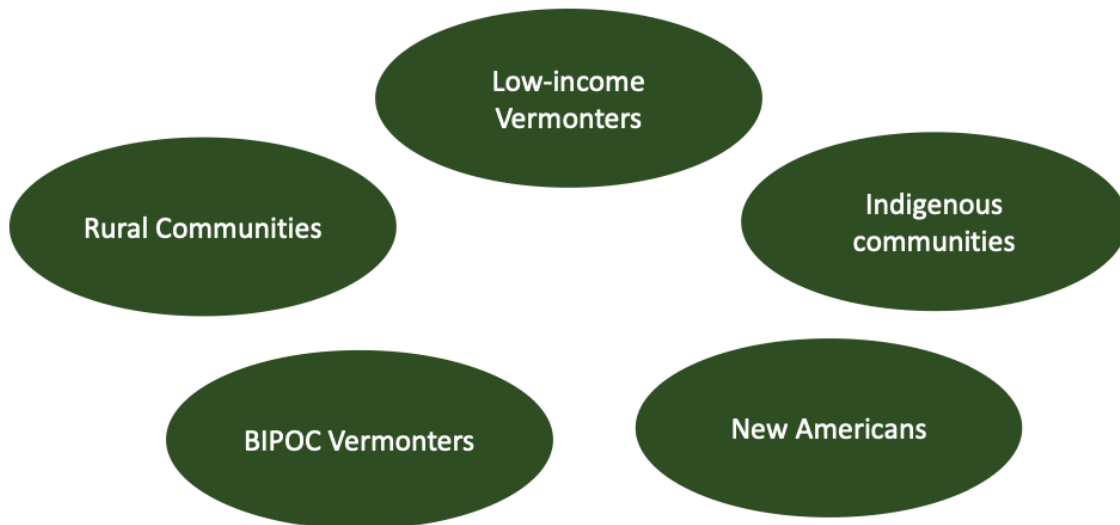 Low-income
Vermonters
Rural Communities
Indigenous
communities
BIPOC Vermonters
New Americans